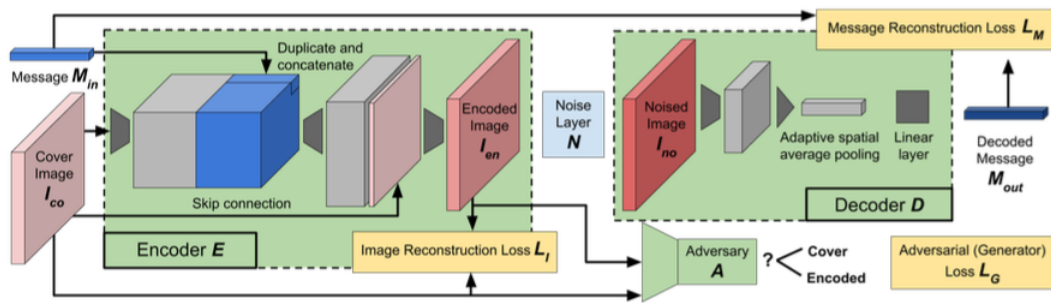 Message Reconstruction Loss L_M
Message M_in
Duplicate and
concatenate
Cover
Image
I_co
Skip connection
Encoded
Image
I_en
Encoder E
Noise
Layer
N
Noised
Image
I_no
Adaptive spatial
average pooling
Linear
layer
Decoder D
Decoded
Message
M_out
Image Reconstruction Loss L_I
Adversary
A
?
Cover
Encoded
Adversarial (Generator)
Loss L_G